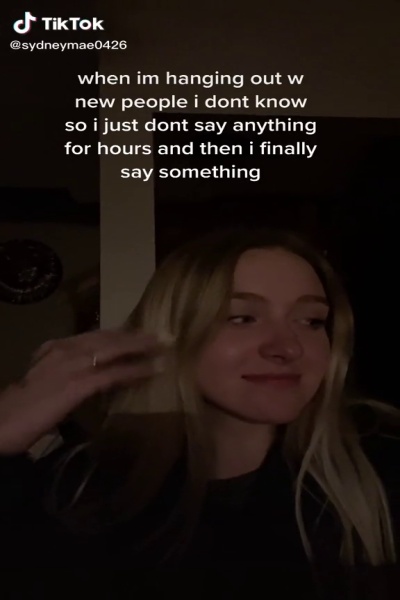 TikTok
@sydneymae0426
when im hanging out w
new people i dont know
so i just dont say anything
for hours and then i finally
say something